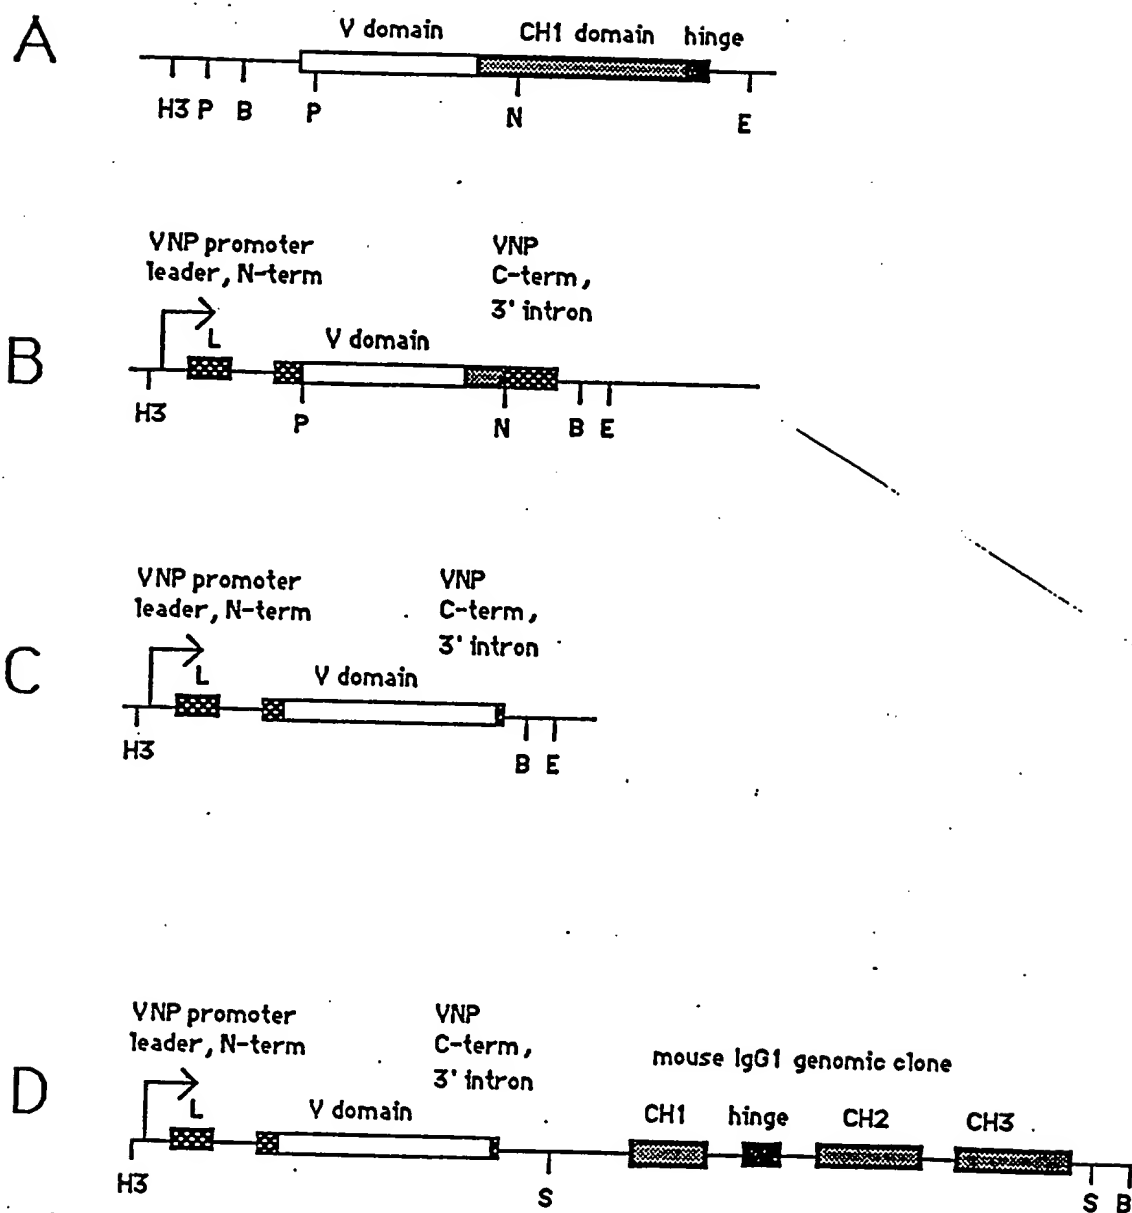 A
V domain CH1 domain hinge
H3 P B P N E
VNP promoter
leader, N-term
VNP
C-term,
3' intron
B
L
V domain
H3 P N B E
VNP promoter
leader, N-term
VNP
C-term,
3' intron
C
L
V domain
H3 B E
VNP promoter
leader, N-term
VNP
C-term,
3' intron
mouse IgG1 genomic clone
D
L
V domain
CH1 hinge CH2 CH3
H3 S S B